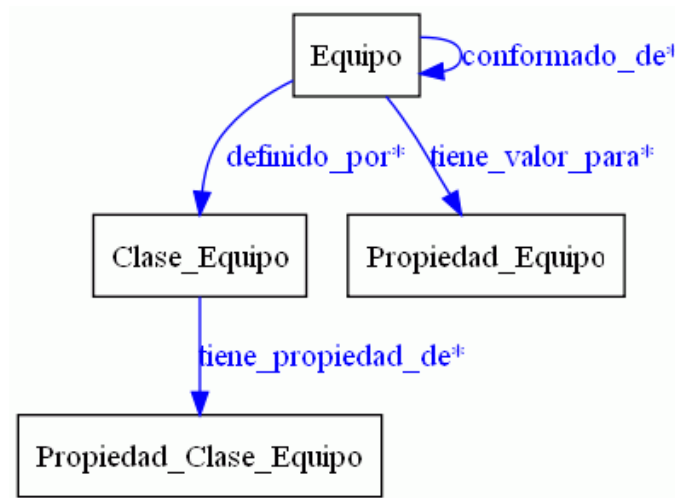 Equipo
conformado_de*
definido_por*
tiene_valor_para*
Clase_Equipo
Propiedad_Equipo
tiene_propiedad_de*
Propiedad_Clase_Equipo